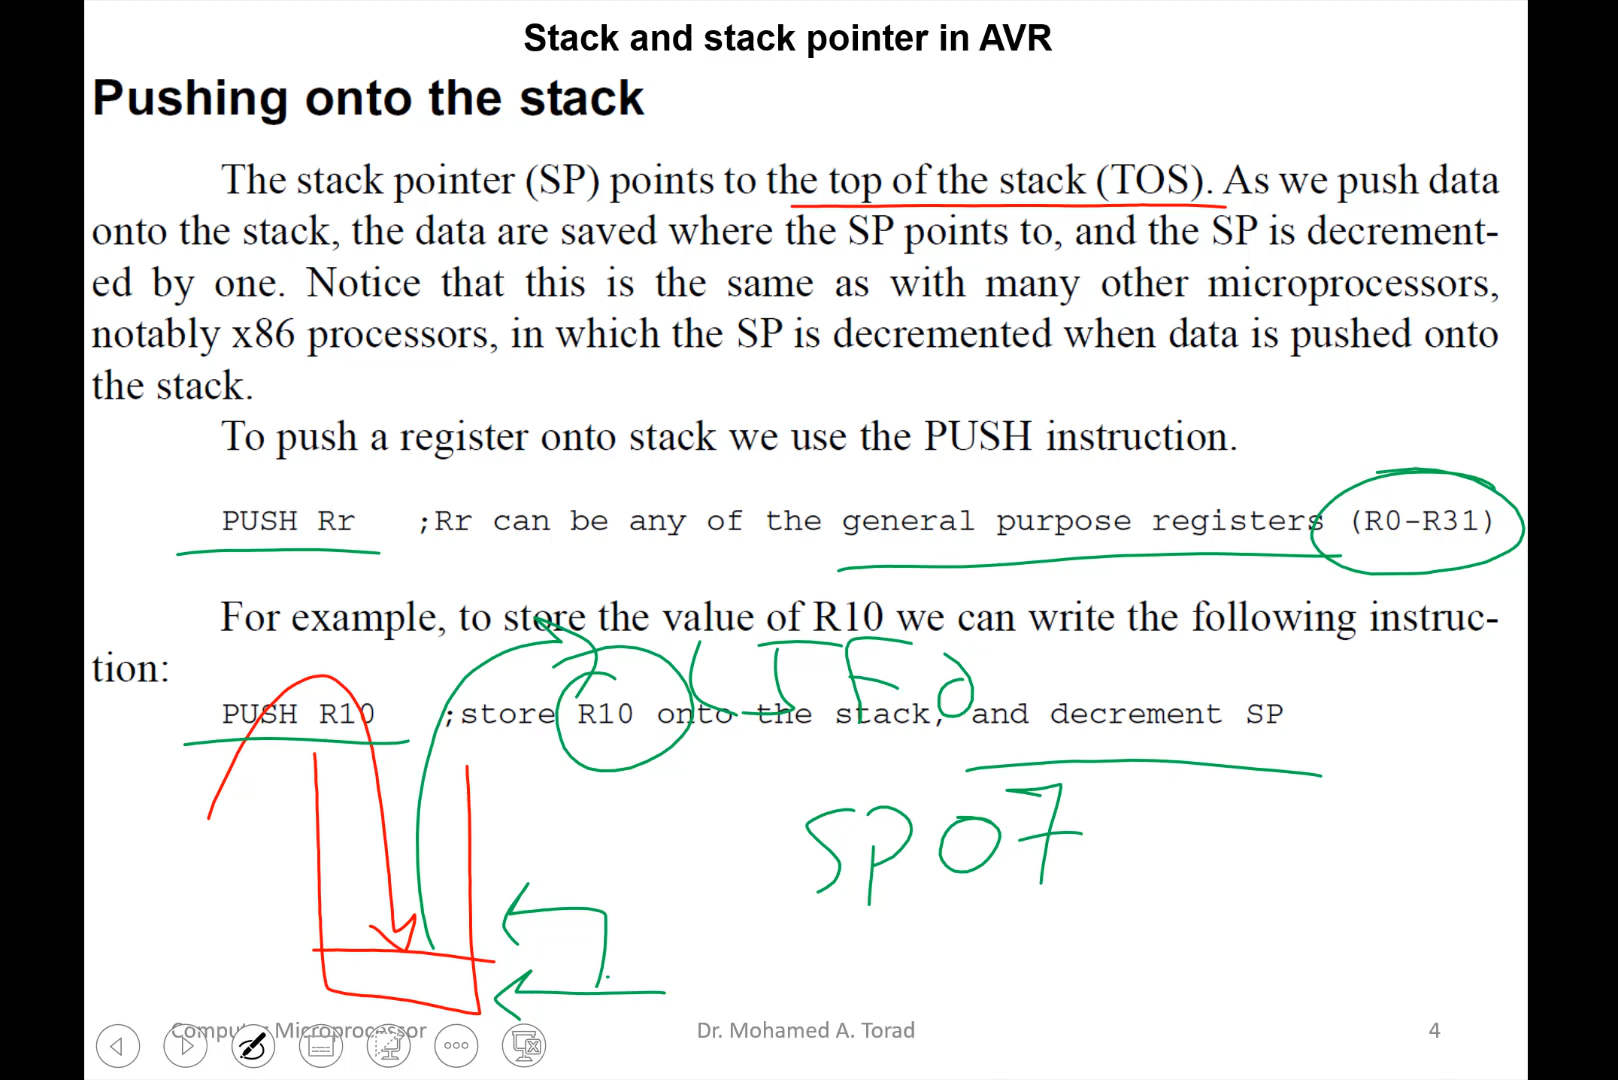 Stack and stack pointer in AVR
Pushing onto the stack
The stack pointer (SP) points to the top of the stack (TOS). As we push data
onto the stack, the data are saved where the SP points to, and the SP is decrement-
ed by one. Notice that this is the same as with many other microprocessors,
notably x86 processors, in which the SP is decremented when data is pushed onto
the stack.
To push a register onto stack we use the PUSH instruction.
PUSH Rr ;Rr can be any of the general purpose registers (R0-R31)
For example, to store the value of R10 we can write the following instruc-
tion:
LIFO
PUSH R10 ;store R10 onto the stack, and decrement SP
SP 07
Computer Microprocessor
Dr. Mohamed A. Torad
4